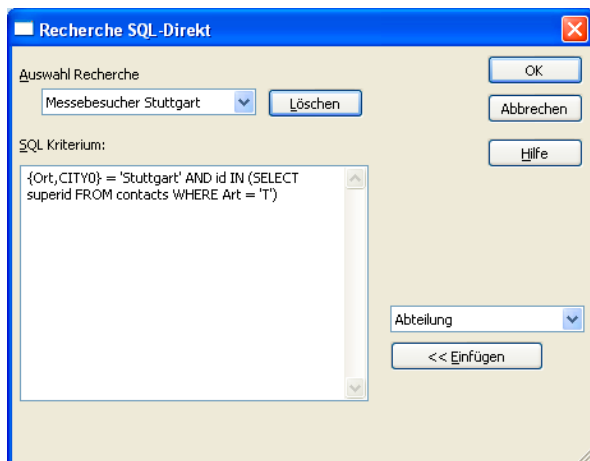 Recherche SQL-Direkt
Auswahl Recherche
Messebesucher Stuttgart
Löschen
OK
Abbrechen
Hilfe
SQL Kriterium:
{Ort,CITY0} = 'Stuttgart' AND id IN (SELECT
superid FROM contacts WHERE Art = 'T')
Abteilung
<< Einfügen